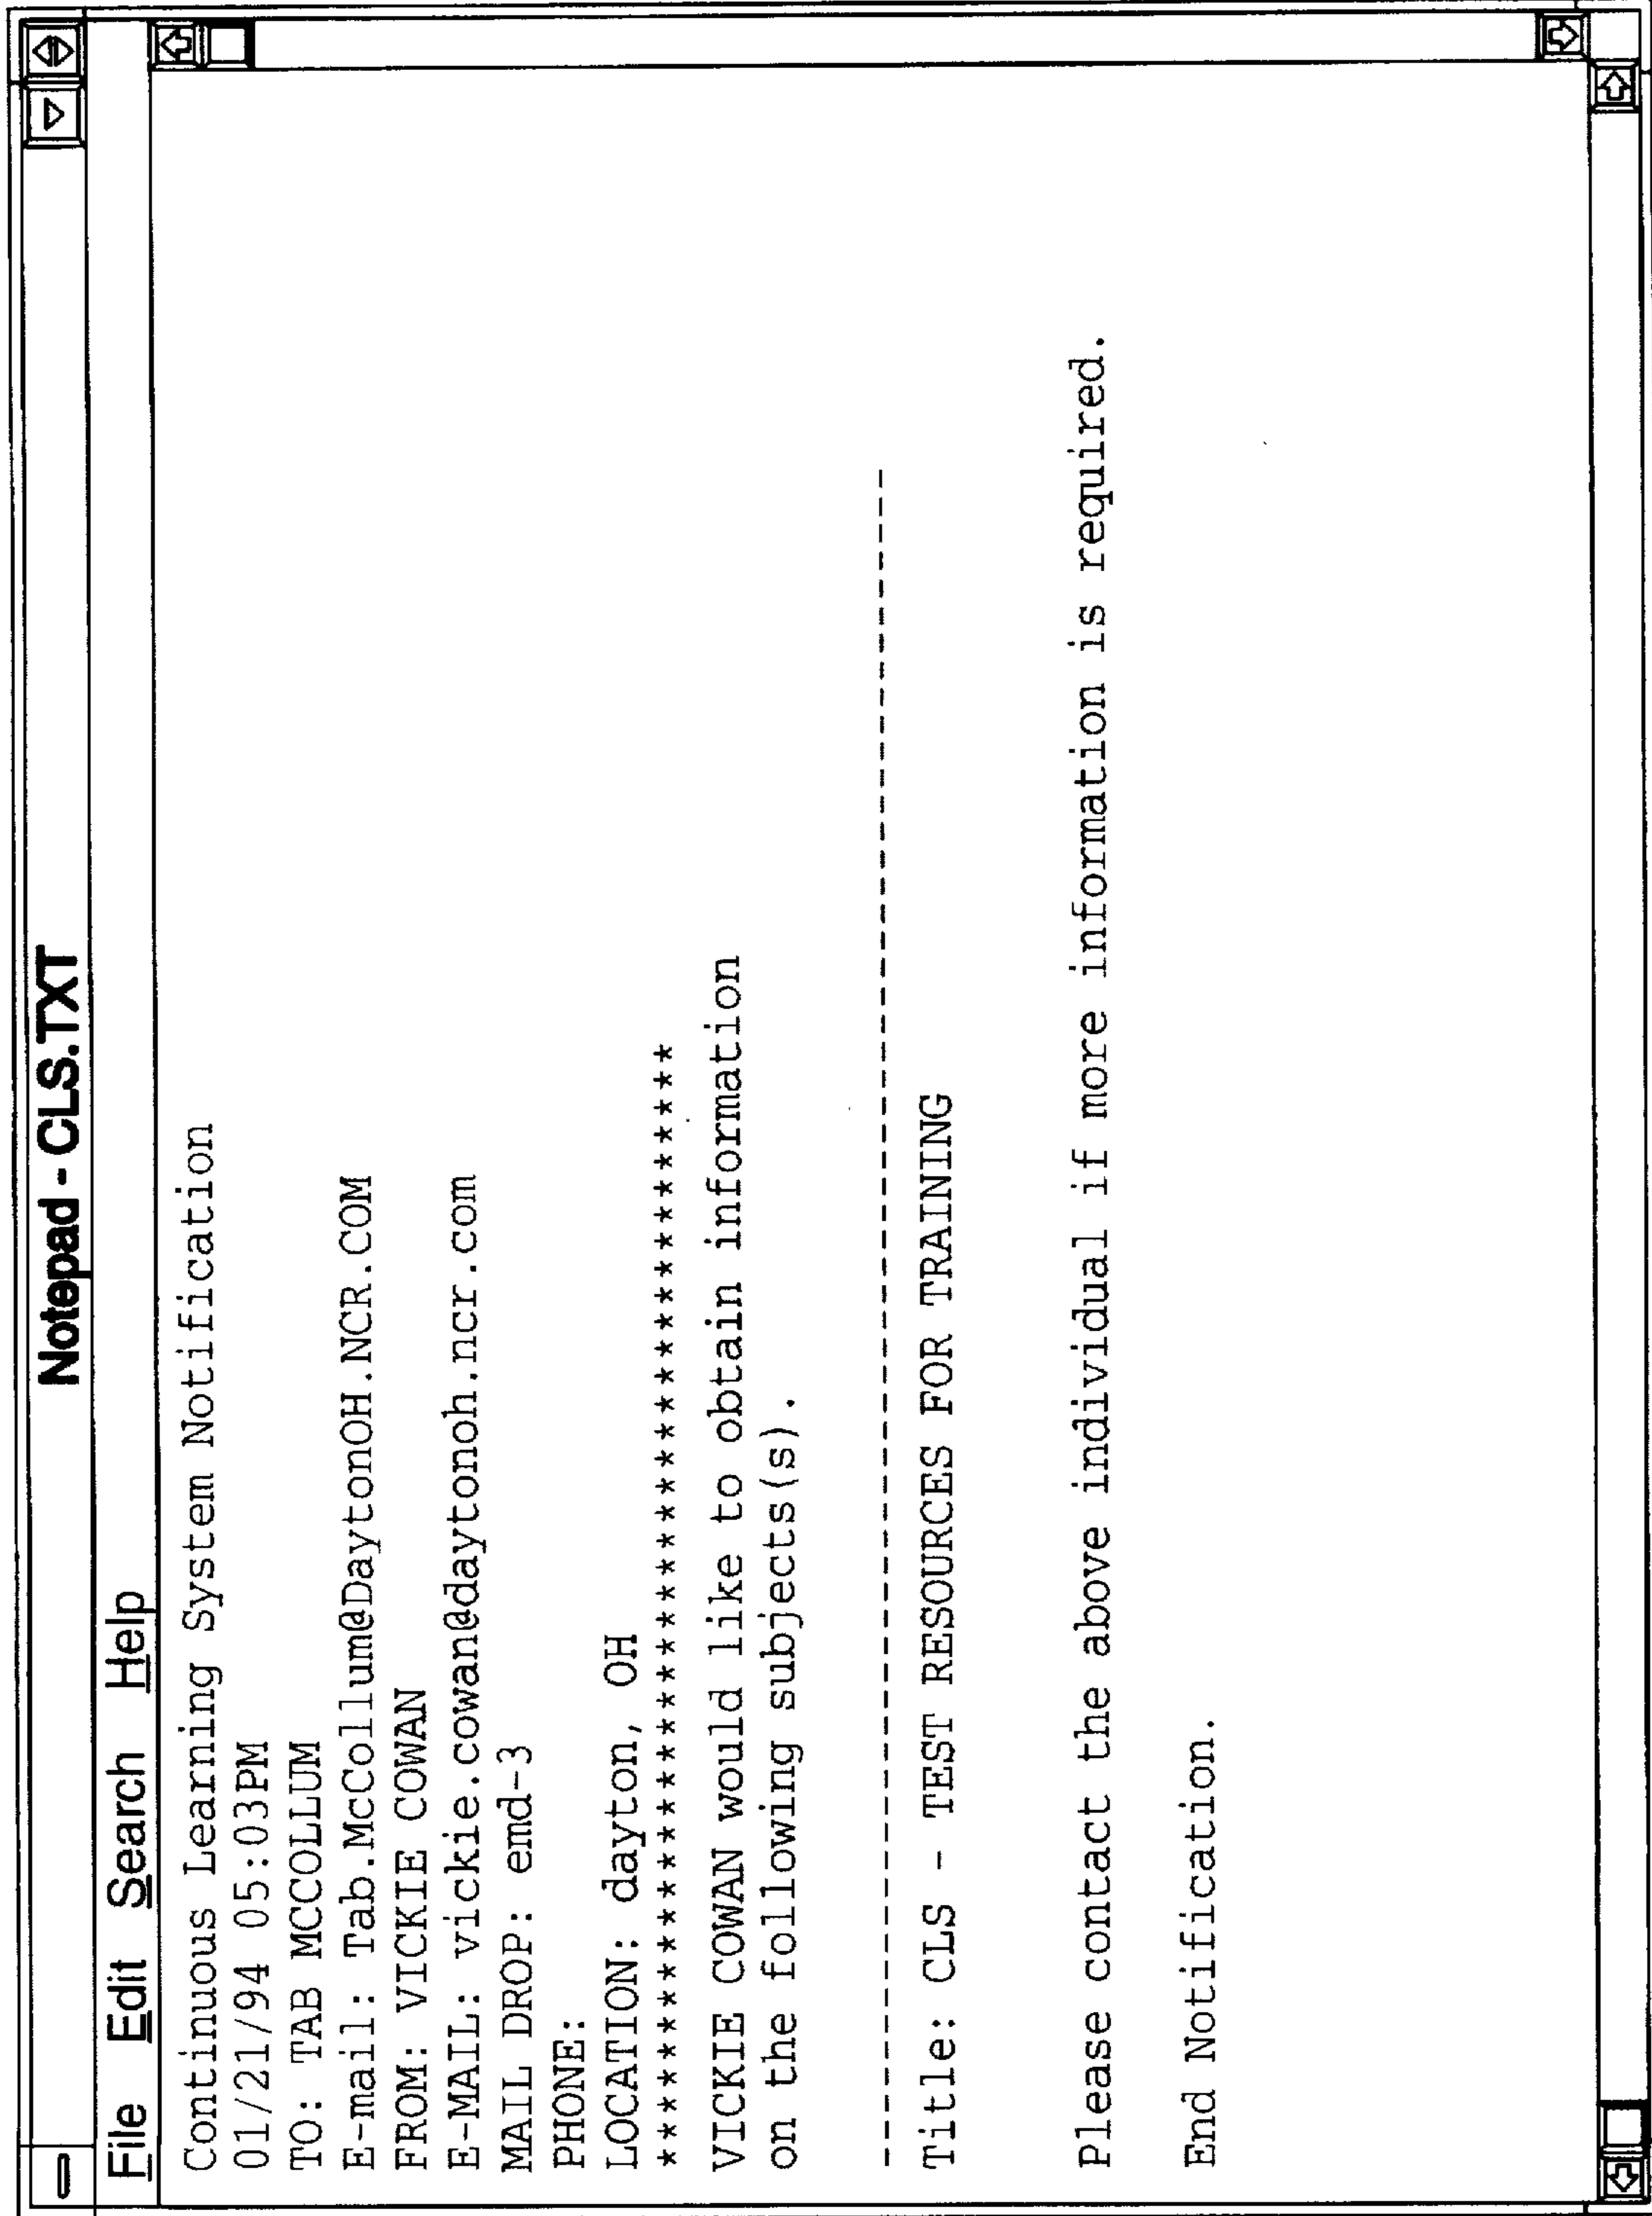 Notepad - CLS.TXT
File Edit Search Help
Continuous Learning System Notification
01/21/94 05:03PM
TO: TAB MCCOLLUM
E-mail: Tab.McCollum@DaytonOH.NCR.COM
FROM: VICKIE COWAN
E-MAIL: vickie.cowan@daytonoh.ncr.com
MAIL DROP: emd-3
PHONE:
LOCATION: dayton, OH
****************************************
VICKIE COWAN would like to obtain information
on the following subjects(s).
------------------------------------------------------------
Title: CLS - TEST RESOURCES FOR TRAINING
Please contact the above individual if more information is required.
End Notification.